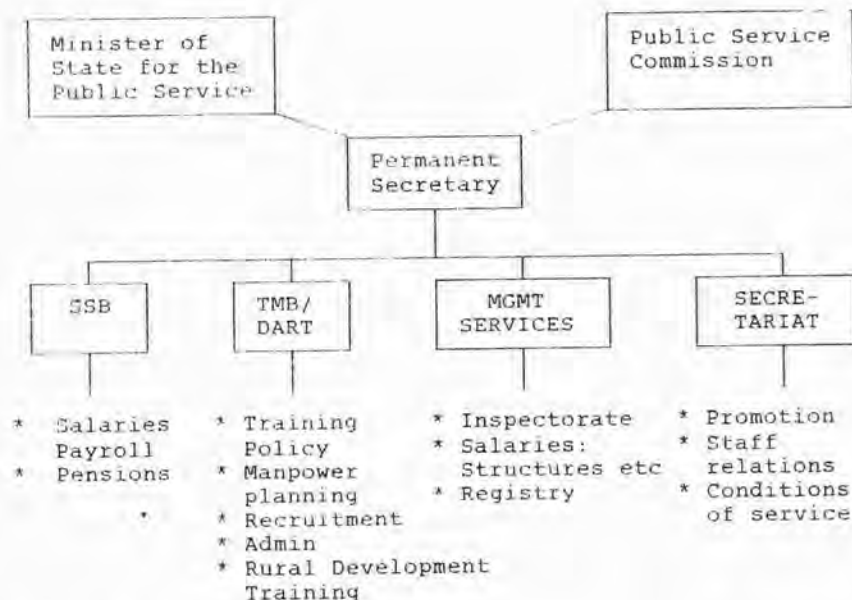 Minister of
State for the
Public Service
Public Service
Commission
Permanent
Secretary
SSB
TMB/
DART
MGMT
SERVICES
SECRE-
TARIAT
* Salaries
Payroll
* Pensions
* Training
Policy
* Manpower
planning
* Recruitment
* Admin
* Rural Development
Training
* Inspectorate
* Salaries:
Structures etc
* Registry
* Promotion
* Staff
relations
* Conditions
of service